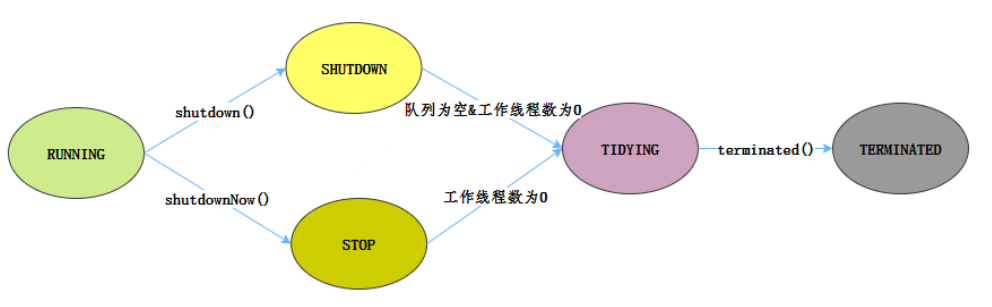 SHUTDOWN
shutdown()
队列为空&工作线程数为0
RUNNING
TIDYING
terminated()
TERMINATED
shutdownNow()
工作线程数为0
STOP